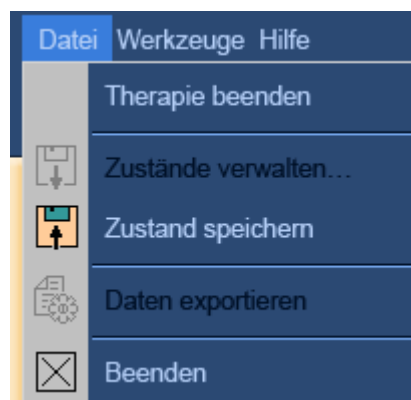 Datei Werkzeuge Hilfe
Therapie beenden
Zustände verwalten...
Zustand speichern
Daten exportieren
Beenden